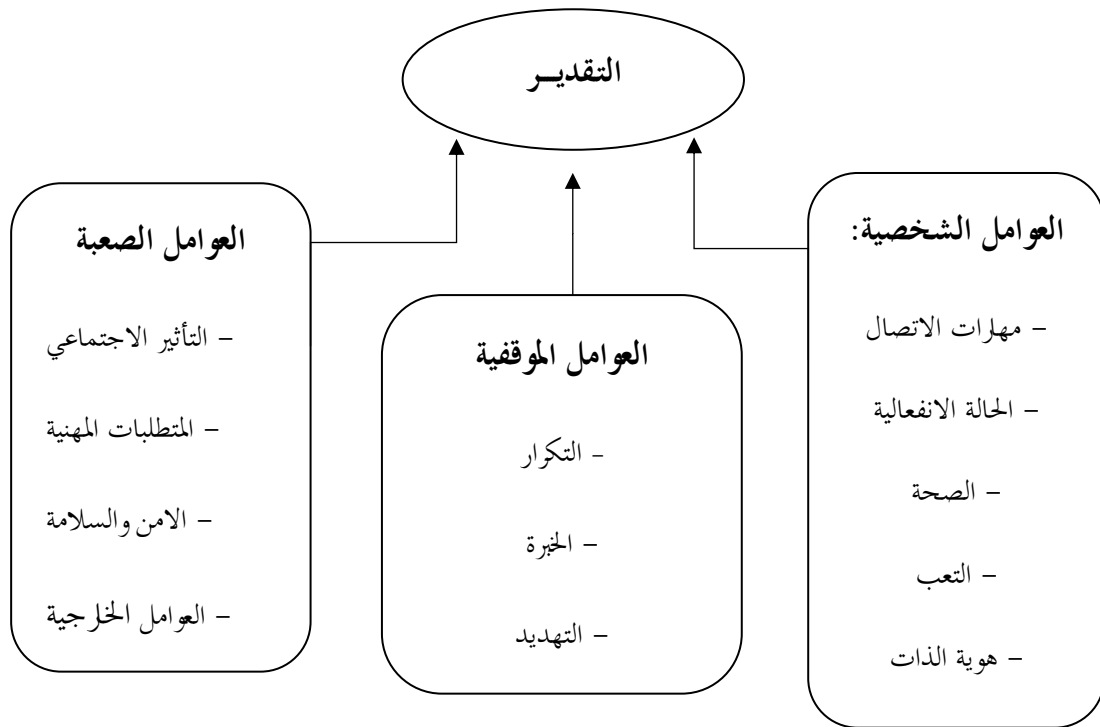 التقديــر
العوامل الشخصية:
– مهارات الاتصال
– الحالة الانفعالية
– الصحة
– التعب
– هوية الذات
العوامل الموقفية
– التكرار
– الخبرة
– التهديد
العوامل الصعبة
– التأثير الاجتماعي
– المتطلبات المهنية
– الامن والسلامة
– العوامل الخارجية